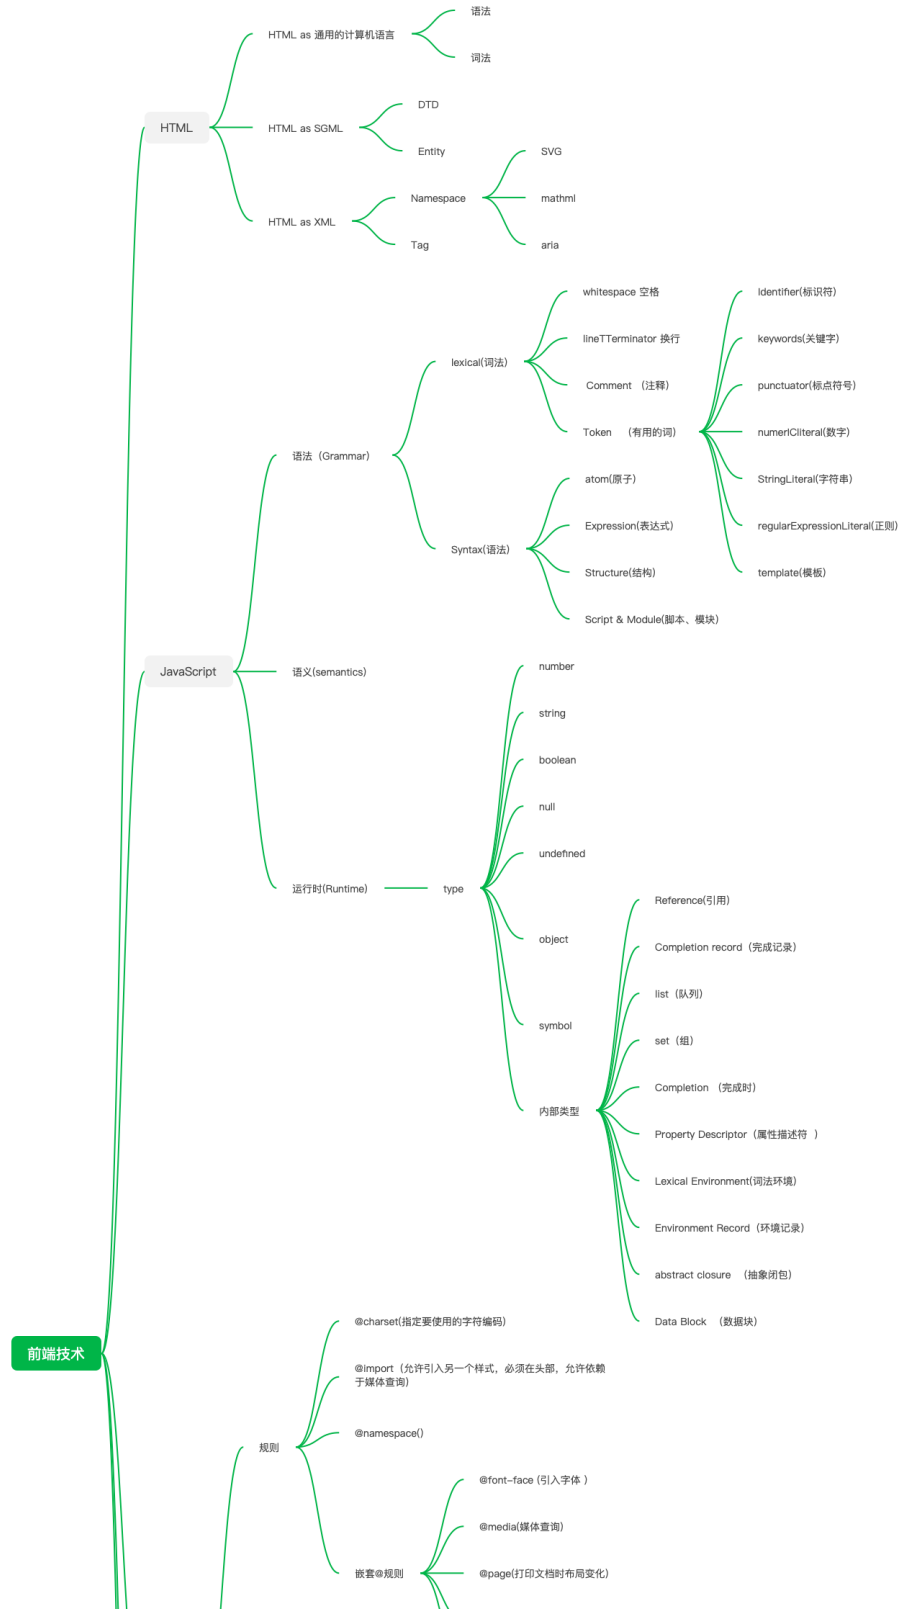 语法
HTML as 通用的计算机语言
词法
DTD
HTML
HTML as SGML
Entity
SVG
Namespace
mathml
HTML as XML
Tag
aria
whitespace 空格
Identifier(标识符)
lineTTerminator 换行
keywords(关键字)
lexical(词法)
Comment （注释）
punctuator(标点符号)
Token （有用的词）
numerICliteral(数字)
语法（Grammar）
atom(原子)
StringLiteral(字符串)
Expression(表达式)
regularExpressionLiteral(正则)
Syntax(语法)
Structure(结构)
template(模板)
Script & Module(脚本、模块)
JavaScript
语义(semantics)
number
string
boolean
null
undefined
运行时(Runtime)
type
Reference(引用)
object
Completion record（完成记录）
list（队列）
symbol
set（组）
Completion （完成时）
内部类型
Property Descriptor（属性描述符 ）
Lexical Environment(词法环境)
Environment Record（环境记录）
abstract closure （抽象闭包）
Data Block （数据块）
前端技术
@charset(指定要使用的字符编码)
@import（允许引入另一个样式，必须在头部，允许依赖
于媒体查询)
@namespace()
规则
@font-face (引入字体 )
@media(媒体查询)
嵌套@规则
@page(打印文档时布局变化)